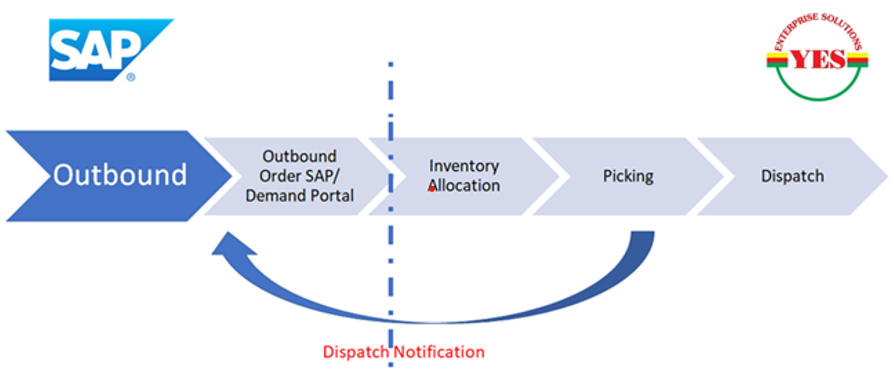 SAP
®
ENTERPRISE SOLUTIONS
YES
Outbound
Outbound
Order SAP/
Demand Portal
Inventory
Allocation
Picking
Dispatch
Dispatch Notification